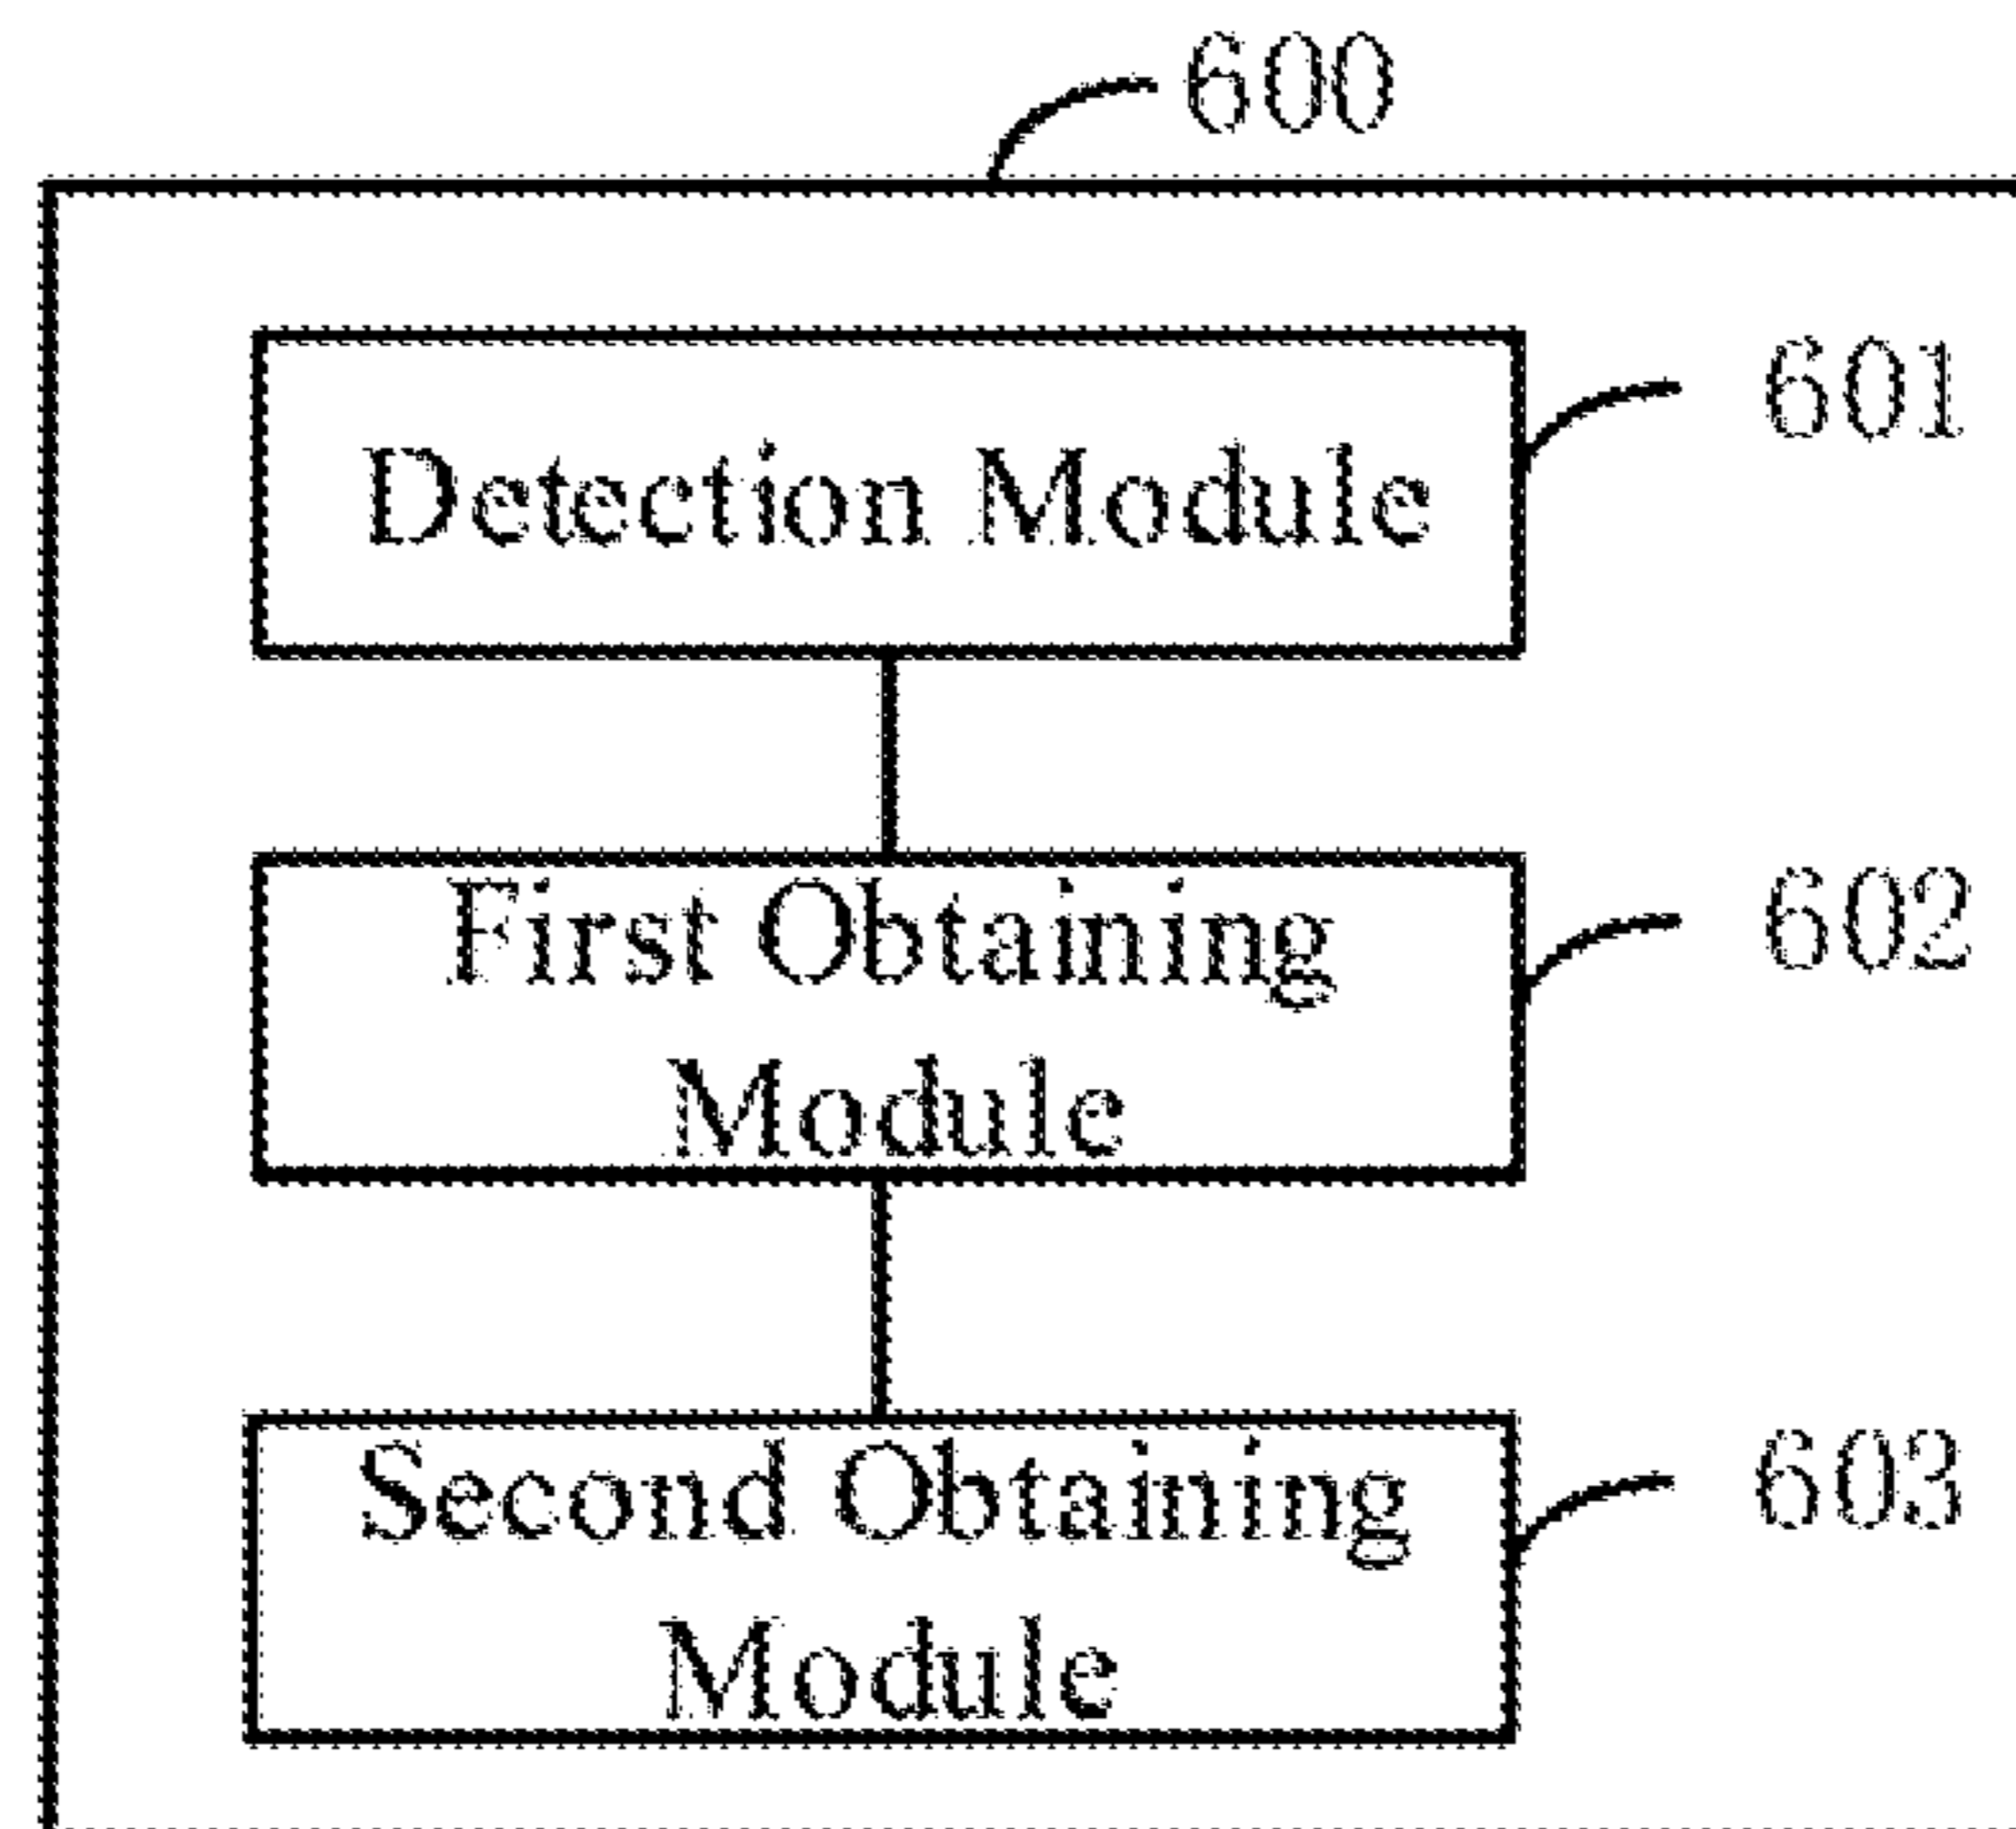 600
Detection Module
601
First Obtaining
Module
602
Second Obtaining
Module
603